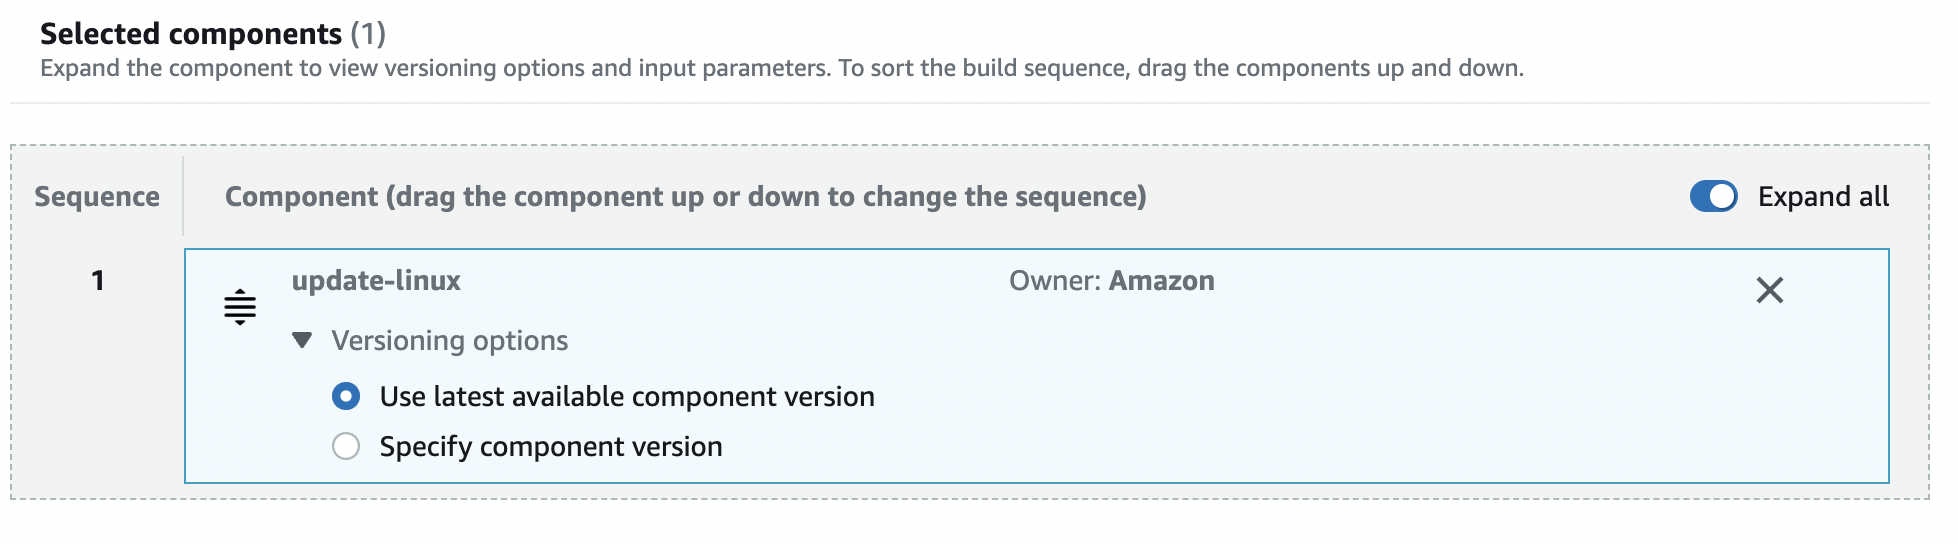 Selected components (1)
Expand the component to view versioning options and input parameters. To sort the build sequence, drag the components up and down.
Sequence
Component (drag the component up or down to change the sequence)
Expand all
1
update-linux
Owner: Amazon
Versioning options
Use latest available component version
Specify component version